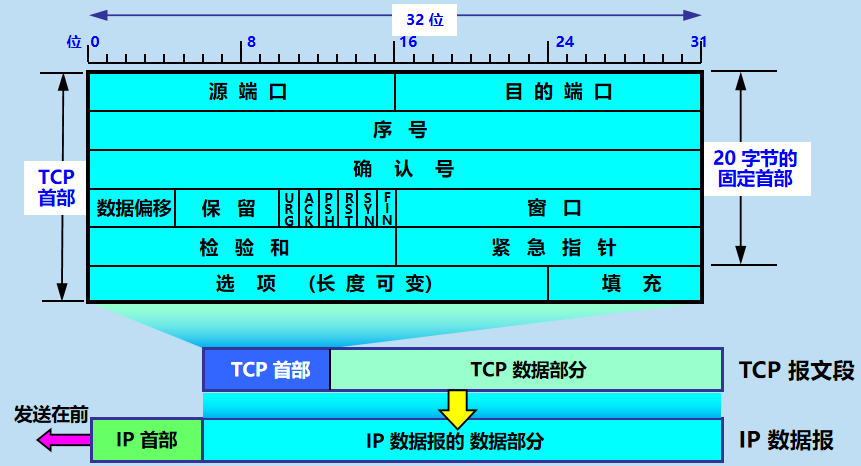 32 位
位 0 8 16 24 31
源 端 口 目 的 端 口
序 号
确 认 号
TCP
首部
20 字节的
固定首部
数据偏移 保 留 URG ACK PSH RST SYN FIN 窗 口
检 验 和 紧 急 指 针
选 项 (长 度 可 变) 填 充
TCP 首部 TCP 数据部分 TCP 报文段
发送在前
IP 首部 IP 数据报的 数据部分 IP 数据报